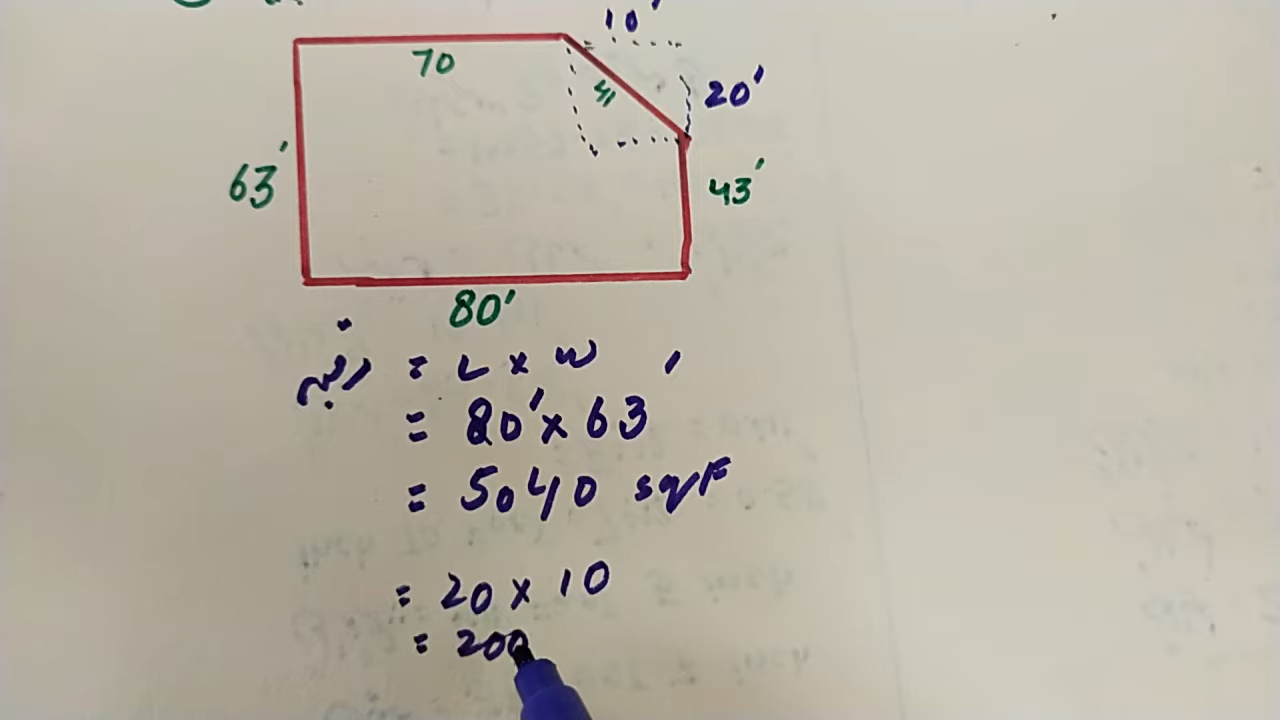 10'
70
41
20'
63'
43'
80'
رقبہ = L x W
= 80' x 63'
= 5040 sqF
= 20 x 10
= 200